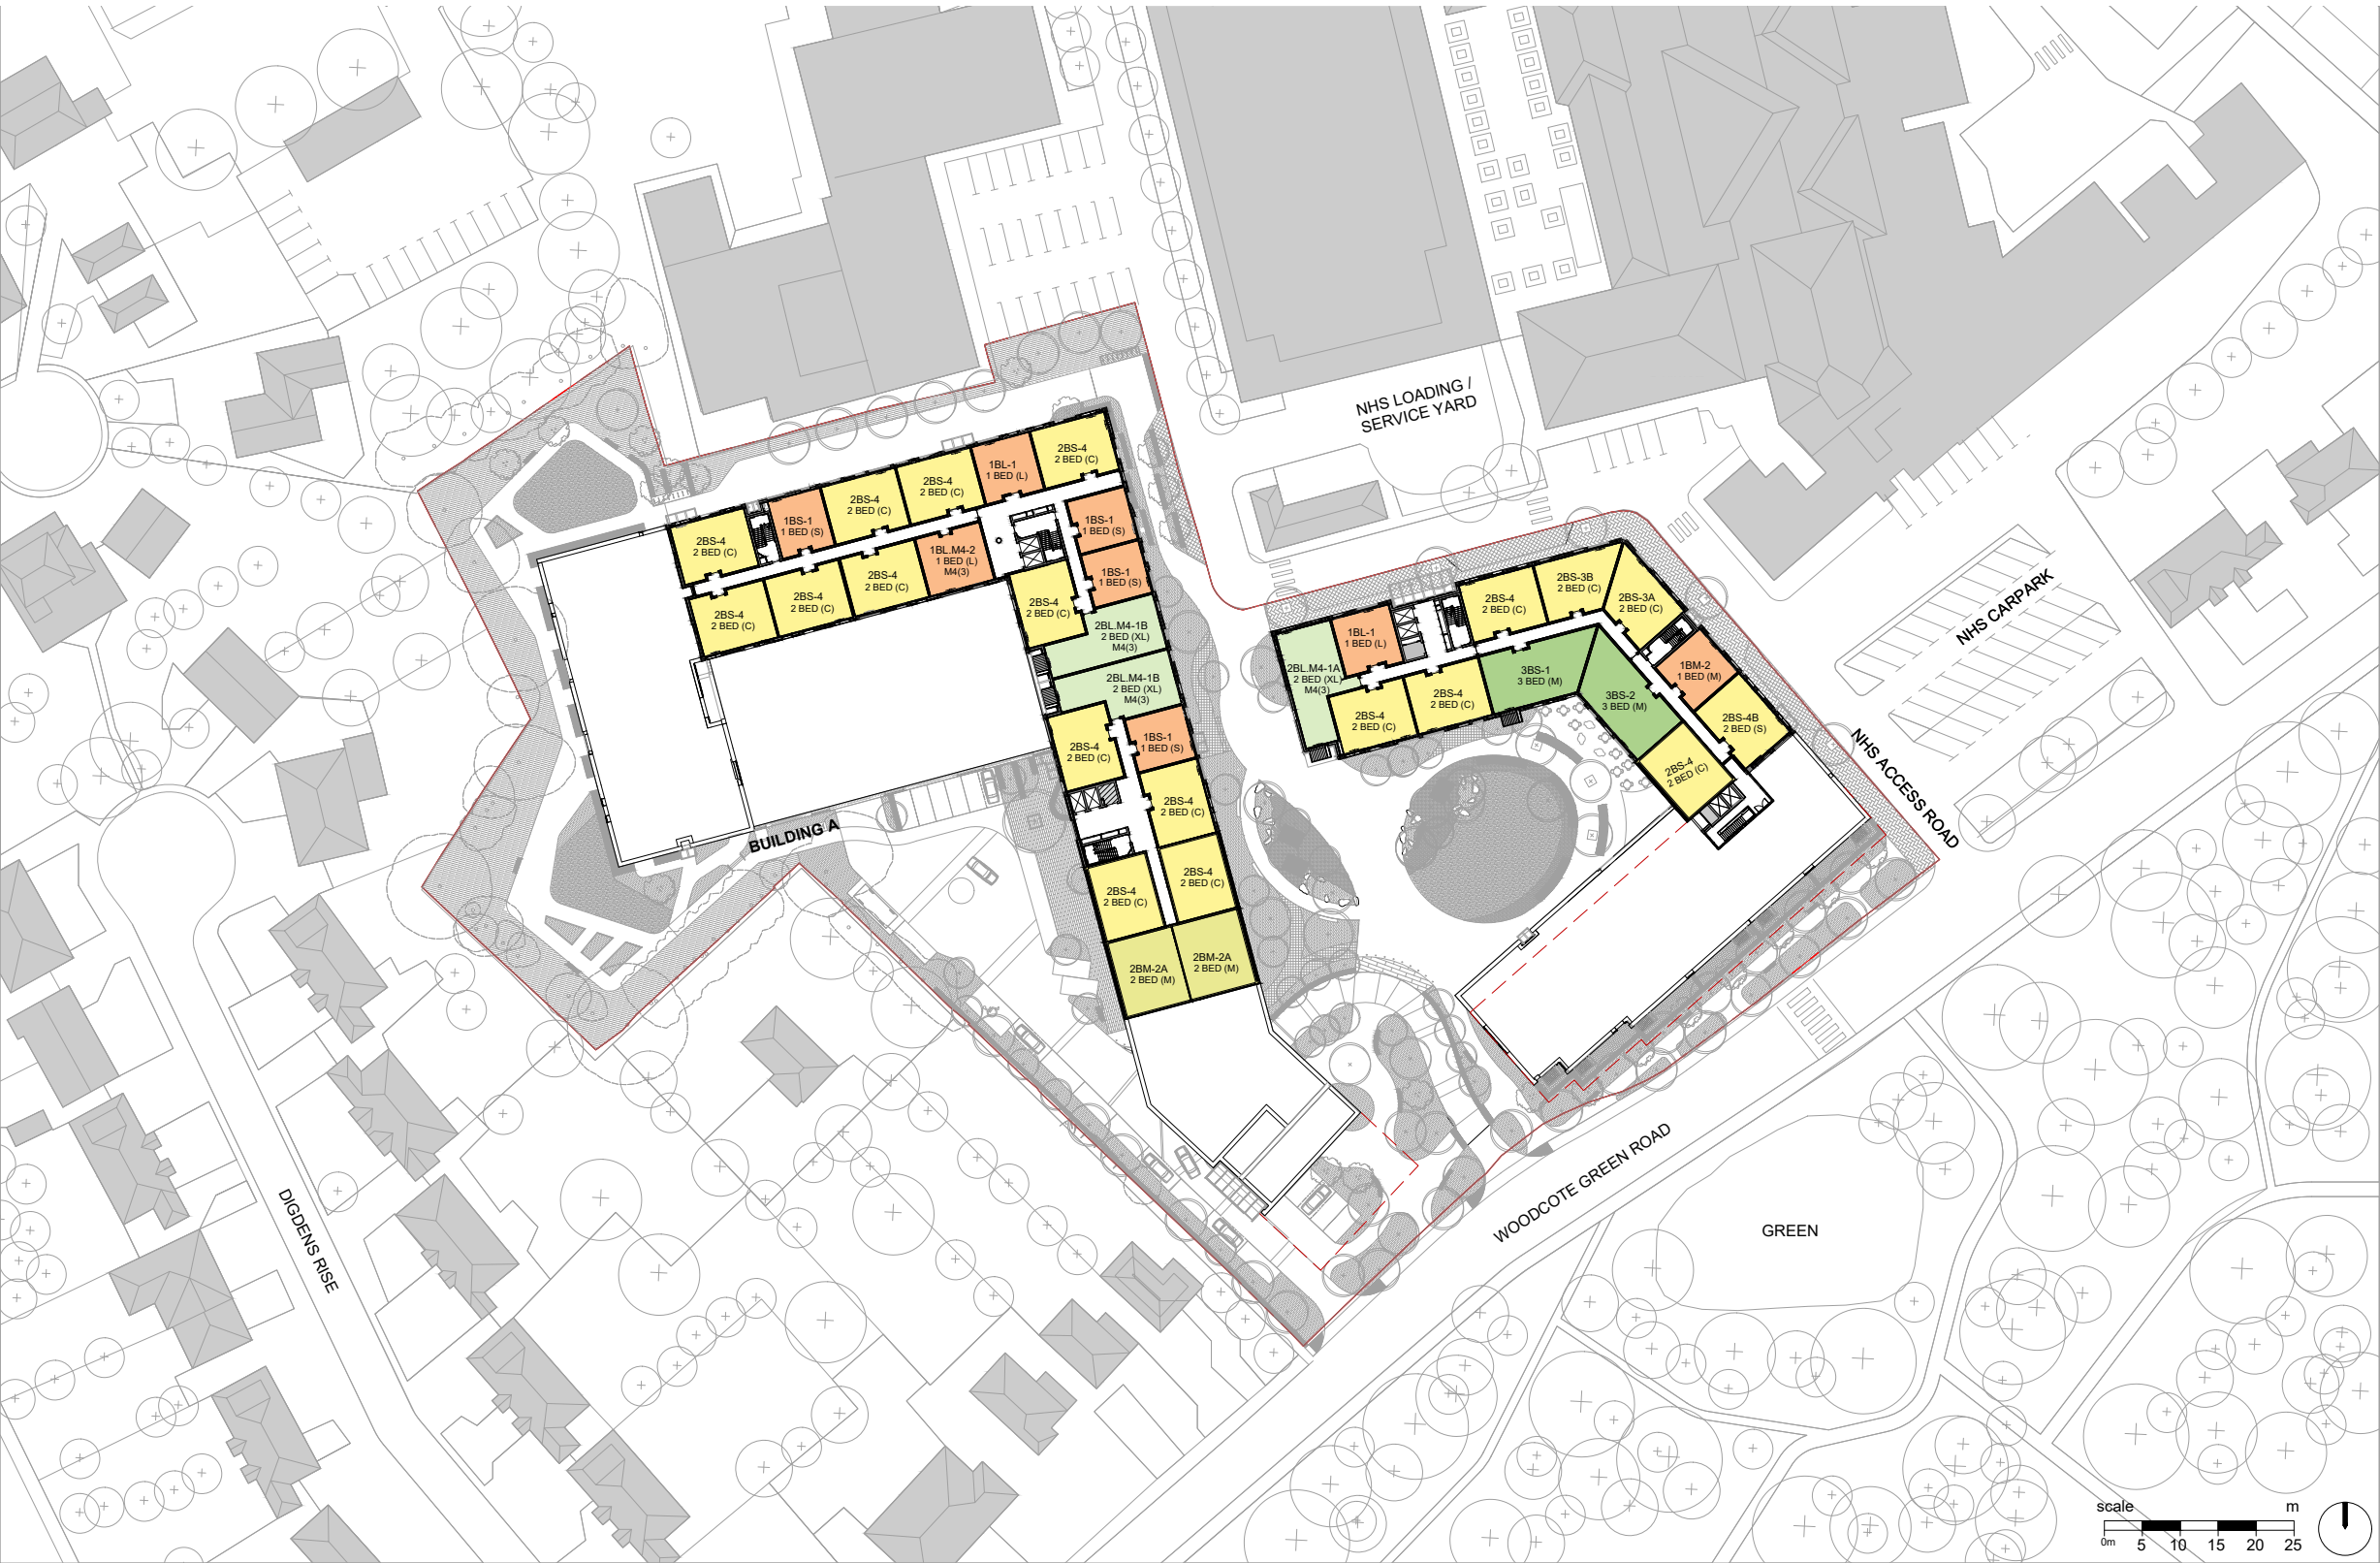 NHS LOADING /
SERVICE YARD
2BS-4
2 BED (C)
1BL-1
1 BED (L)
2BS-4
2 BED (C)
2BS-4
2 BED (C)
1BS-1
1 BED (S)
2BS-4
2 BED (C)
1BS-1
1 BED (S)
1BL.M4-2
1 BED (L)
M4(3)
2BS-4
2 BED (C)
2BS-4
2 BED (C)
2BS-4
2 BED (C)
1BS-1
1 BED (S)
2BS-4
2 BED (C)
2BL.M4-1B
2 BED (XL)
M4(3)
2BL.M4-1B
2 BED (XL)
M4(3)
2BS-4
2 BED (C)
1BS-1
1 BED (S)
2BS-4
2 BED (C)
2BS-4
2 BED (C)
2BS-4
2 BED (C)
2BM-2A
2 BED (M)
2BM-2A
2 BED (M)
BUILDING A
2BS-3B
2 BED (C)
2BS-4
2 BED (C)
2BS-3A
2 BED (C)
1BL-1
1 BED (L)
2BL.M4-1A
2 BED (XL)
M4(3)
2BS-4
2 BED (C)
2BS-4
2 BED (C)
3BS-1
3 BED (M)
3BS-2
3 BED (M)
1BM-2
1 BED (M)
2BS-4B
2 BED (S)
2BS-4
2 BED (C)
NHS CARPARK
NHS ACCESS ROAD
WOODCOTE GREEN ROAD
GREEN
DIGDENS RISE
scale m
0m 5 10 15 20 25